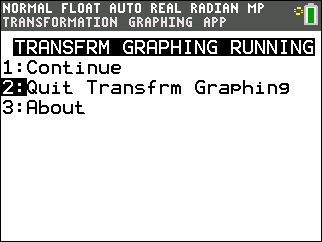 NORMAL FLOAT AUTO REAL RADIAN MP
TRANSFORMATION GRAPHING APP
TRANSFRM GRAPHING RUNNING
1:Continue
2:Quit Transfrm Graphing
3:About